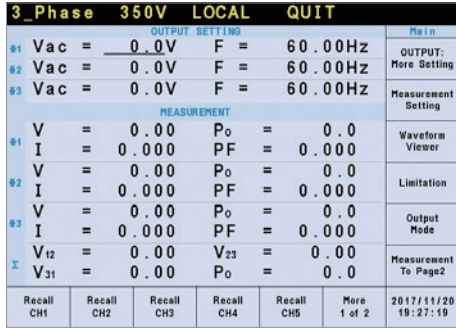 3_Phase 350V LOCAL QUIT
OUTPUT SETTING
Φ1 Vac = 0.0V F = 60.00Hz
Φ2 Vac = 0.0V F = 60.00Hz
Φ3 Vac = 0.0V F = 60.00Hz
MEASUREMENT
Φ1
V = 0.00 Po = 0.0
I = 0.000 PF = 0.000
Φ2
V = 0.00 Po = 0.0
I = 0.000 PF = 0.000
Φ3
V = 0.00 Po = 0.0
I = 0.000 PF = 0.000
Σ
V12 = 0.00 V23 = 0.00
V31 = 0.00 Po = 0.0
Main
OUTPUT:
More Setting
Measurement
Setting
Waveform
Viewer
Limitation
Output
Mode
Measurement
To Page2
Recall
CH1
Recall
CH2
Recall
CH3
Recall
CH4
Recall
CH5
More
1 of 2
2017/11/20
19:27:19